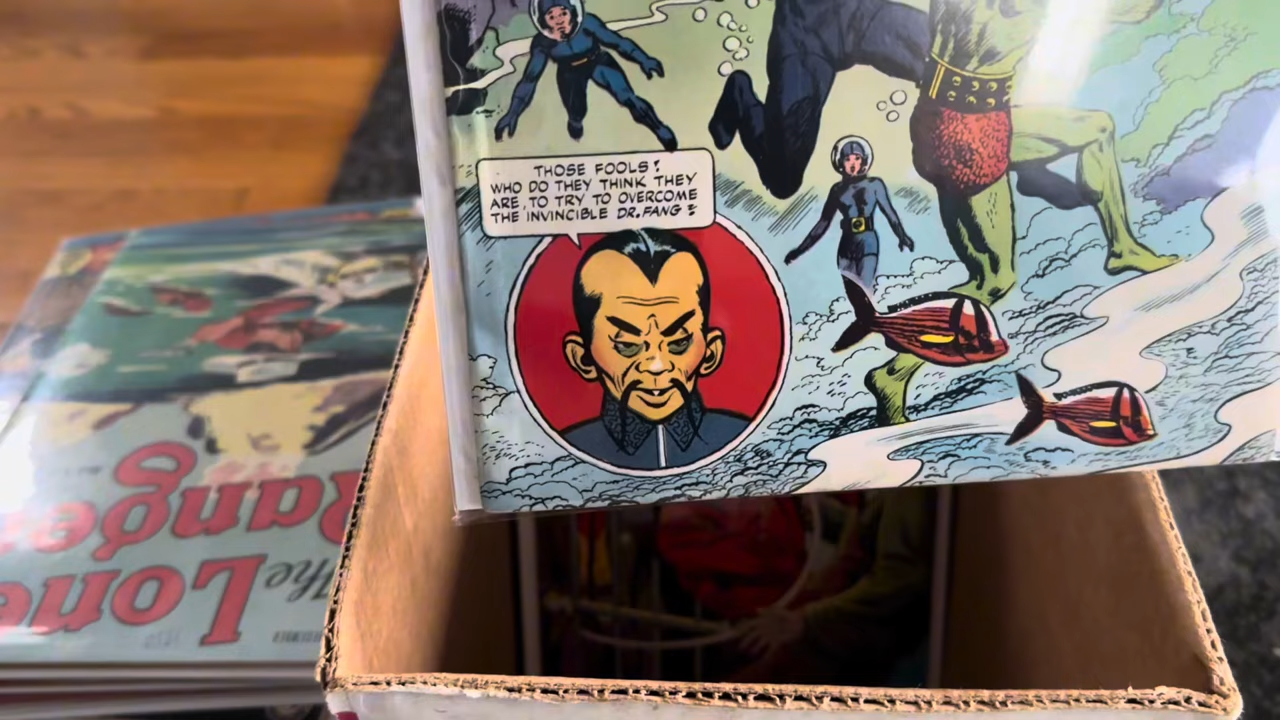 THOSE FOOLS!
WHO DO THEY THINK THEY
ARE, TO TRY TO OVERCOME
THE INVINCIBLE DR. FANG!
The Lone
Ranger